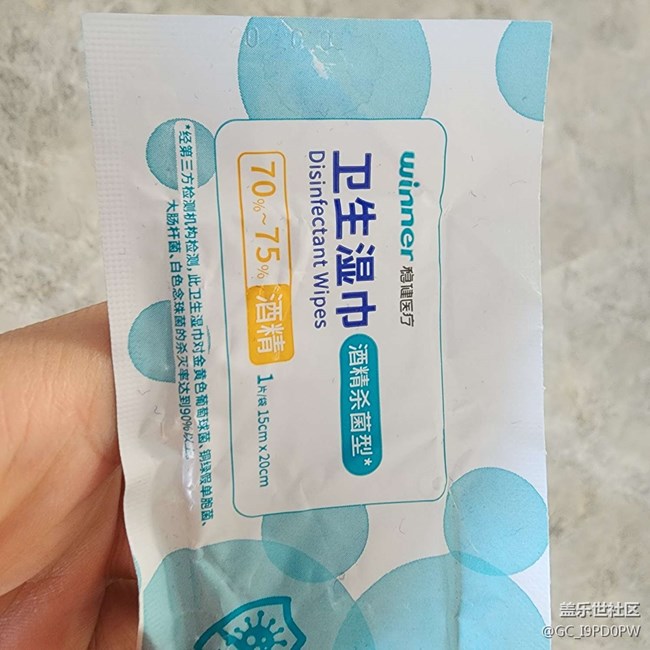 winner 稳健医疗
卫生湿巾
酒精杀菌型*
Disinfectant Wipes
70%~75%酒精
1片/袋 15cm x 20cm
*经第三方检测机构检测,此卫生湿巾对金黄色葡萄球菌、铜绿假单胞菌、
大肠杆菌、白色念珠菌的杀灭率达到90%以上
盖乐世社区
@GC_I9PD0PW